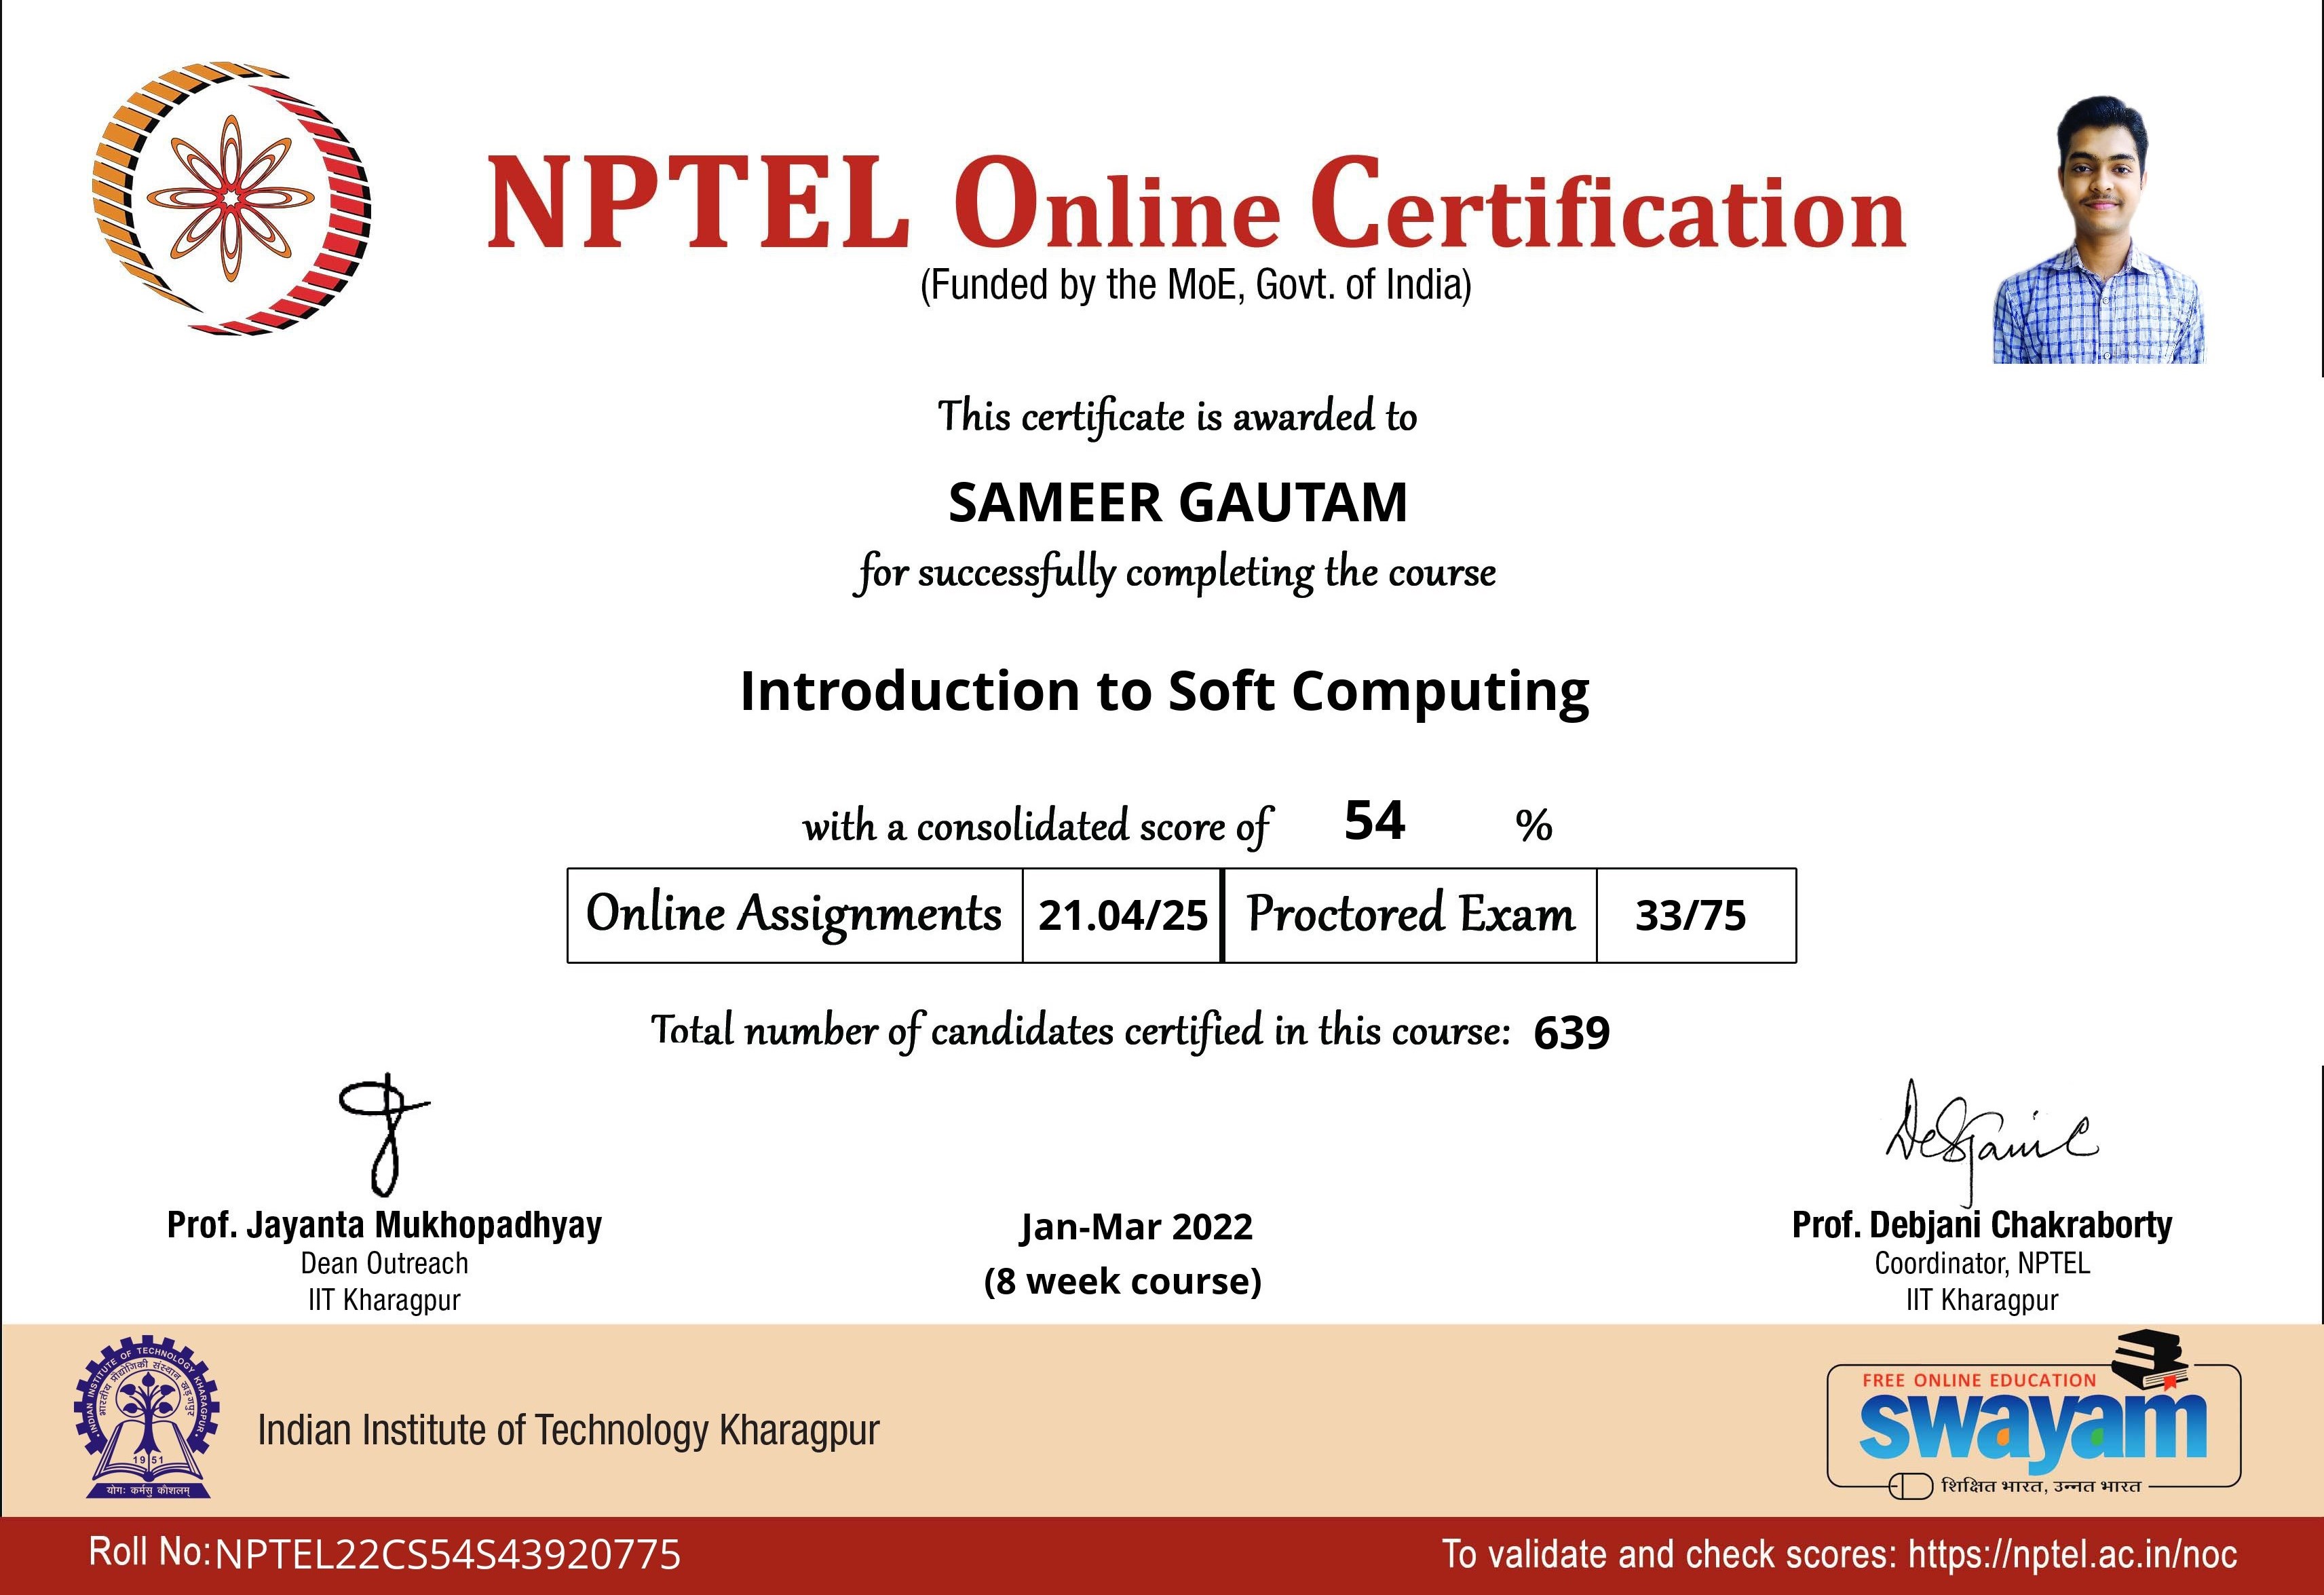 NPTEL Online Certification
(Funded by the MoE, Govt. of India)
This certificate is awarded to
SAMEER GAUTAM
for successfully completing the course
Introduction to Soft Computing
with a consolidated score of 54 %
Online Assignments 21.04/25 Proctored Exam 33/75
Total number of candidates certified in this course: 639
Debjani
Prof. Jayanta Mukhopadhyay
Dean Outreach
IIT Kharagpur
Jan-Mar 2022
(8 week course)
Prof. Debjani Chakraborty
Coordinator, NPTEL
IIT Kharagpur
INDIAN INSTITUTE OF TECHNOLOGY KHARAGPUR
भारतीय प्रौद्योगिकी संस्थान खड़गपुर
1951
योगः कर्मसु कौशलम्
Indian Institute of Technology Kharagpur
FREE ONLINE EDUCATION
swayam
शिक्षित भारत, उन्नत भारत
Roll No:NPTEL22CS54S43920775
To validate and check scores: https://nptel.ac.in/noc